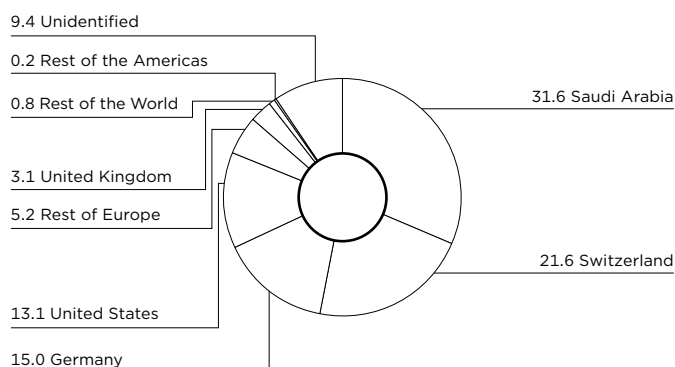 9.4 Unidentified
0.2 Rest of the Americas
0.8 Rest of the World
31.6 Saudi Arabia
3.1 United Kingdom
5.2 Rest of Europe
21.6 Switzerland
13.1 United States
15.0 Germany